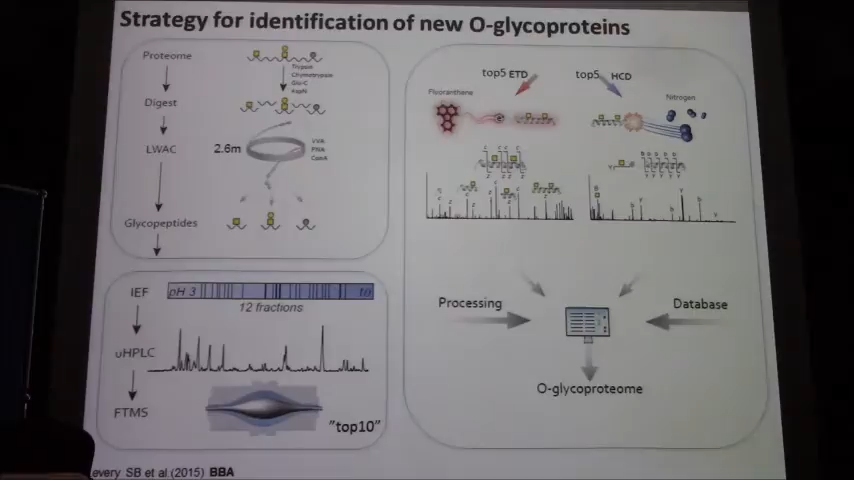 Strategy for identification of new O-glycoproteins
Proteome
Trypsin
Chymotrypsin
Glu-C
AspN
Digest
LWAC
2.6m
VVA
PNA
ConA
Glycopeptides
IEF
pH 3
10
12 fractions
uHPLC
FTMS
"top10"
top5 ETD
top5 HCD
Fluoranthene
Nitrogen
Processing
Database
O-glycoproteome
every SB et al.(2015) BBA